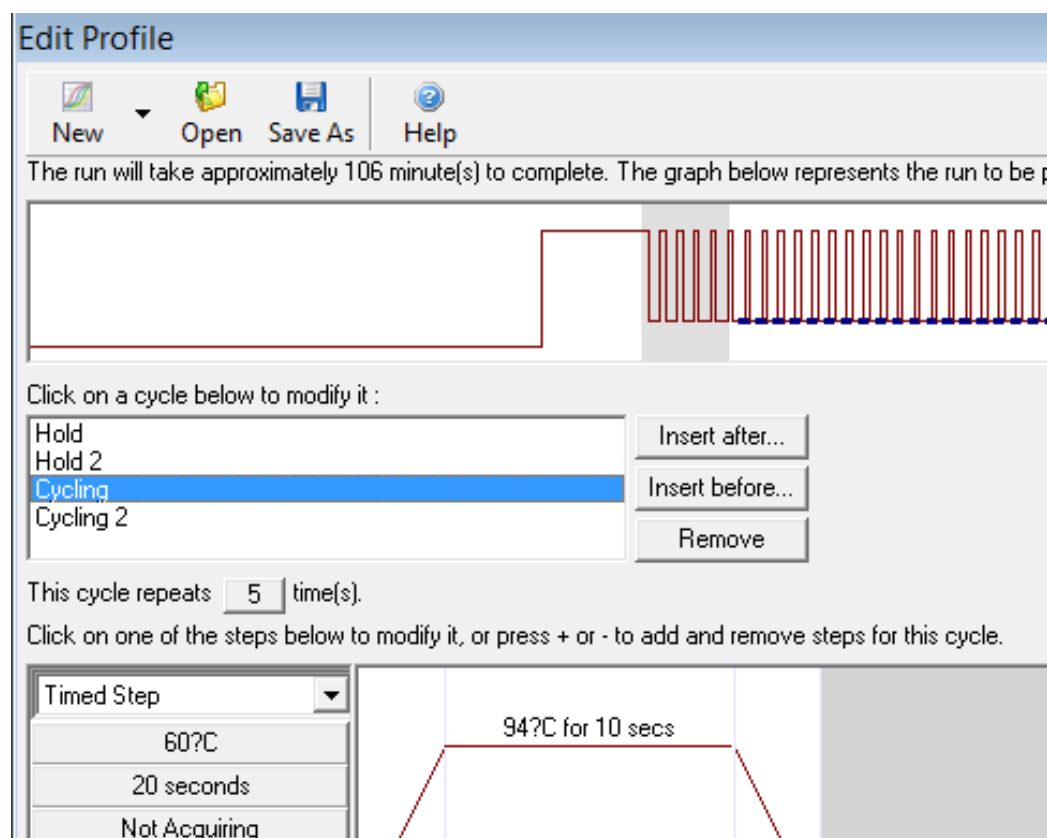 Edit Profile
New Open Save As Help
The run will take approximately 106 minute(s) to complete. The graph below represents the run to be
Click on a cycle below to modify it :
Hold
Hold 2
Cycling
Cycling 2
Insert after...
Insert before...
Remove
This cycle repeats 5 time(s).
Click on one of the steps below to modify it, or press + or - to add and remove steps for this cycle.
Timed Step
60?C
20 seconds
Not Acquiring
94?C for 10 secs